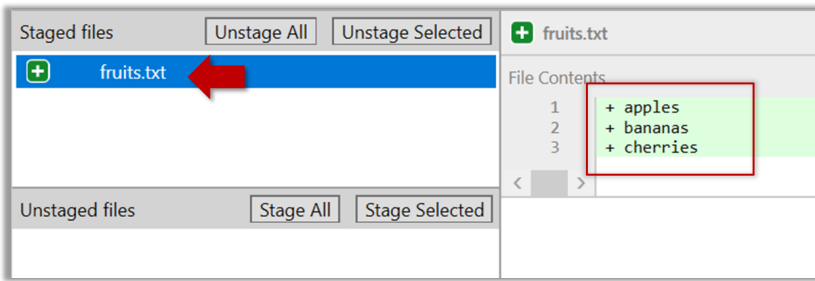 Staged files
Unstage All
Unstage Selected
fruits.txt
Unstaged files
Stage All
Stage Selected
fruits.txt
File Contents
1 + apples
2 + bananas
3 + cherries